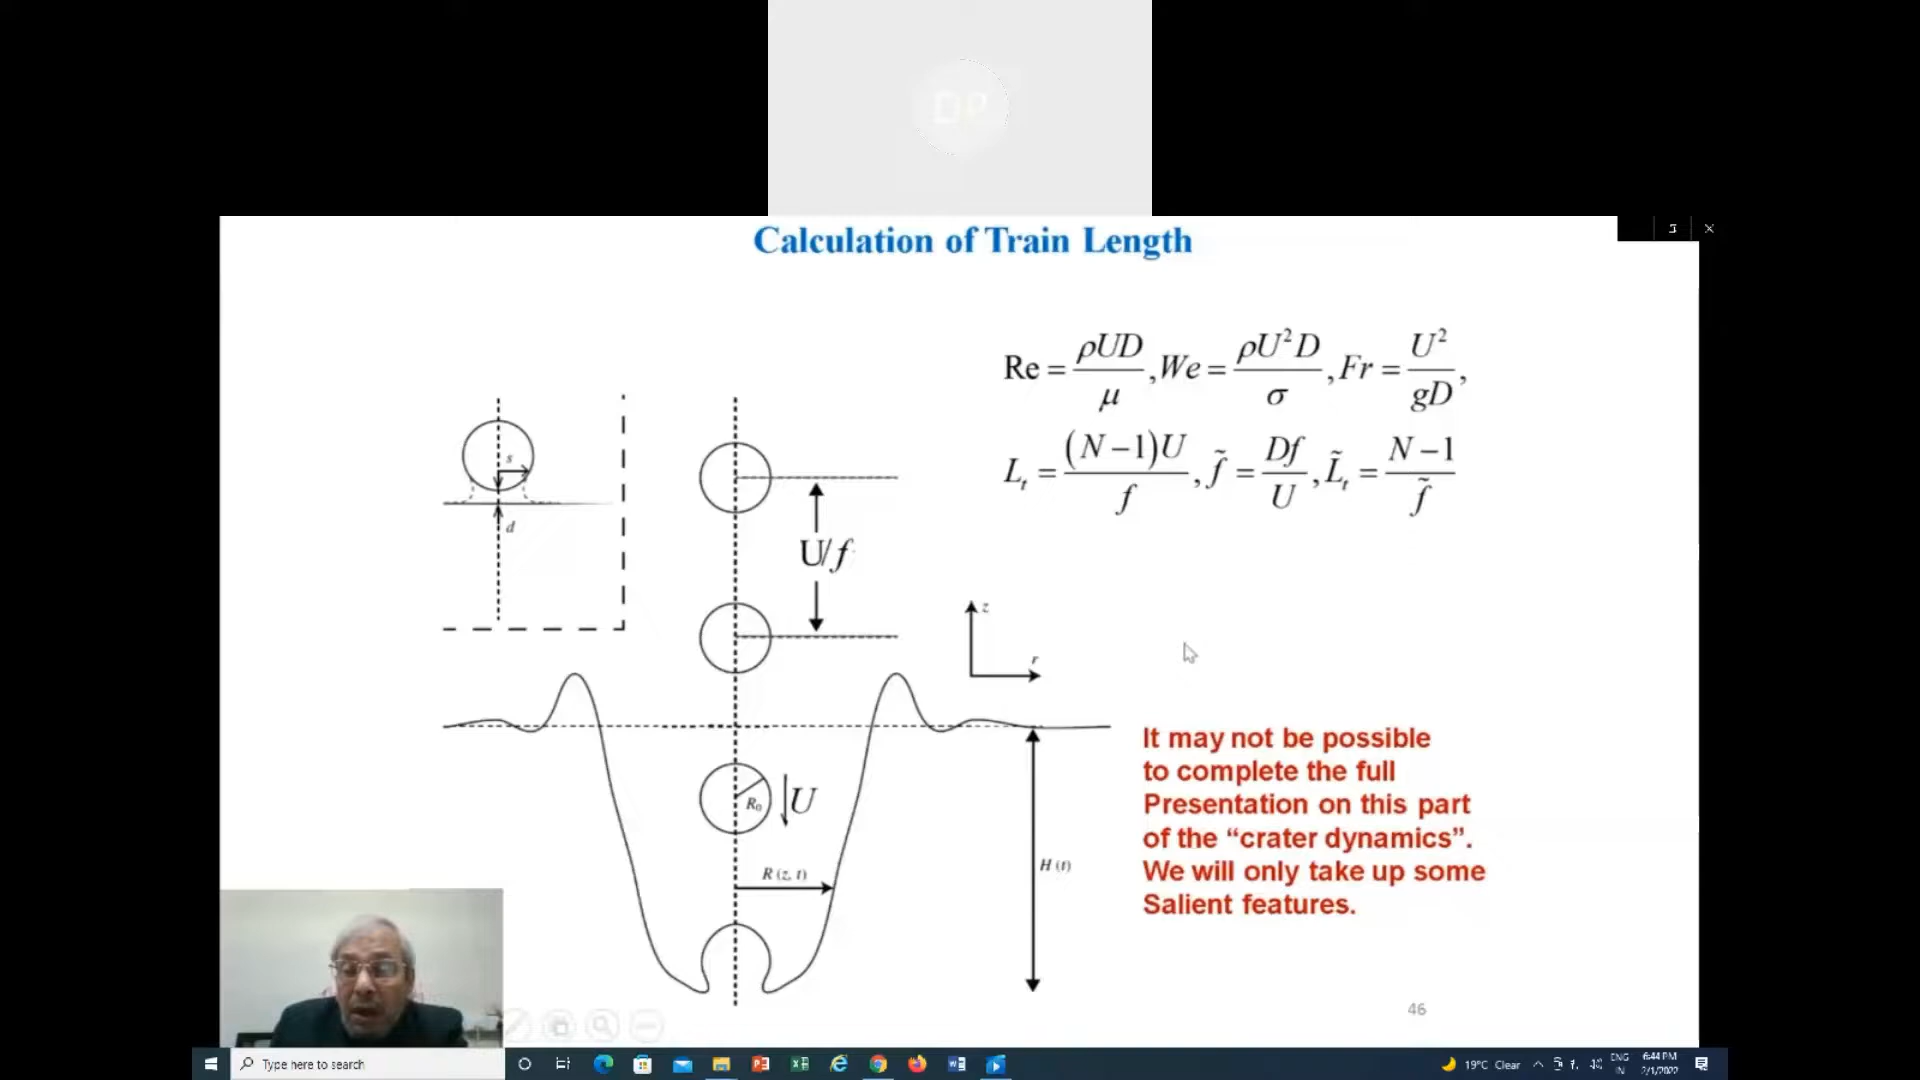 DP
Calculation of Train Length
Re = ρUD/μ, We = ρU²D/σ, Fr = U²/gD,
L_t = (N−1)U/f, f̃ = Df/U, L̃_t = N−1/f̃
s
d
U/f
z
r
R₀
U
R (z, t)
H (t)
It may not be possible
to complete the full
Presentation on this part
of the “crater dynamics”.
We will only take up some
Salient features.
46
Type here to search
19°C Clear
ENG
IN
6:44 PM
2/1/2022